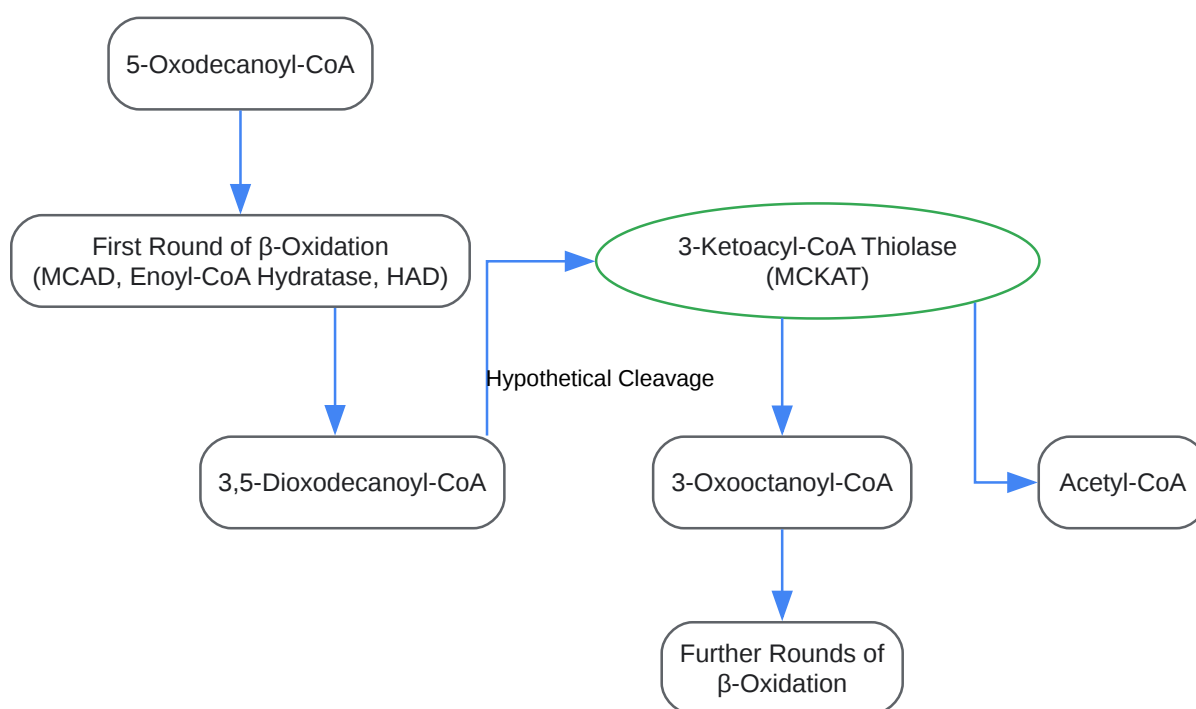 5-Oxodecanoyl-CoA
First Round of β-Oxidation
(MCAD, Enoyl-CoA Hydratase, HAD)
3-Ketoacyl-CoA Thiolase
(MCKAT)
Hypothetical Cleavage
3,5-Dioxodecanoyl-CoA
3-Oxooctanoyl-CoA
Acetyl-CoA
Further Rounds of
β-Oxidation